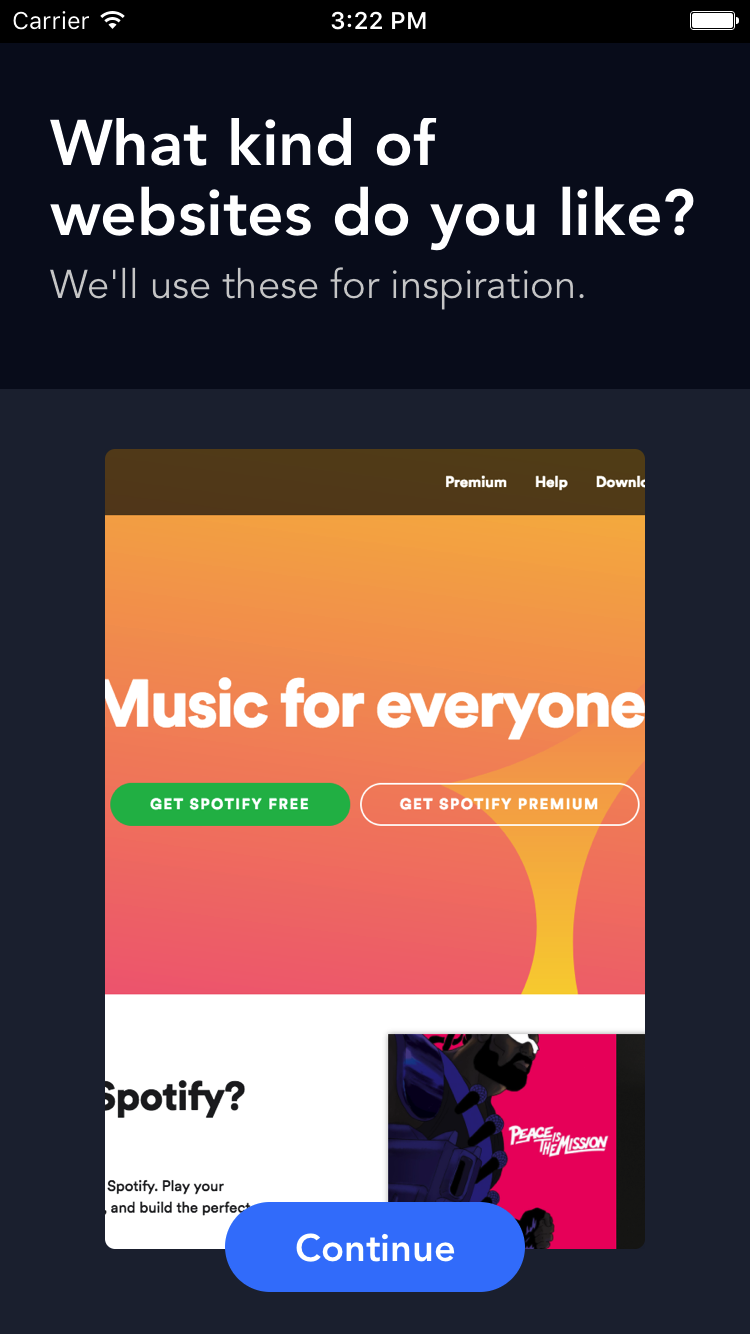 Carrier 3:22 PM
What kind of
websites do you like?
We'll use these for inspiration.
Premium Help Downlo
Music for everyone
GET SPOTIFY FREE GET SPOTIFY PREMIUM
Spotify?
PEACE IS
THE MISSION
Spotify. Play your
, and build the perfect
Continue